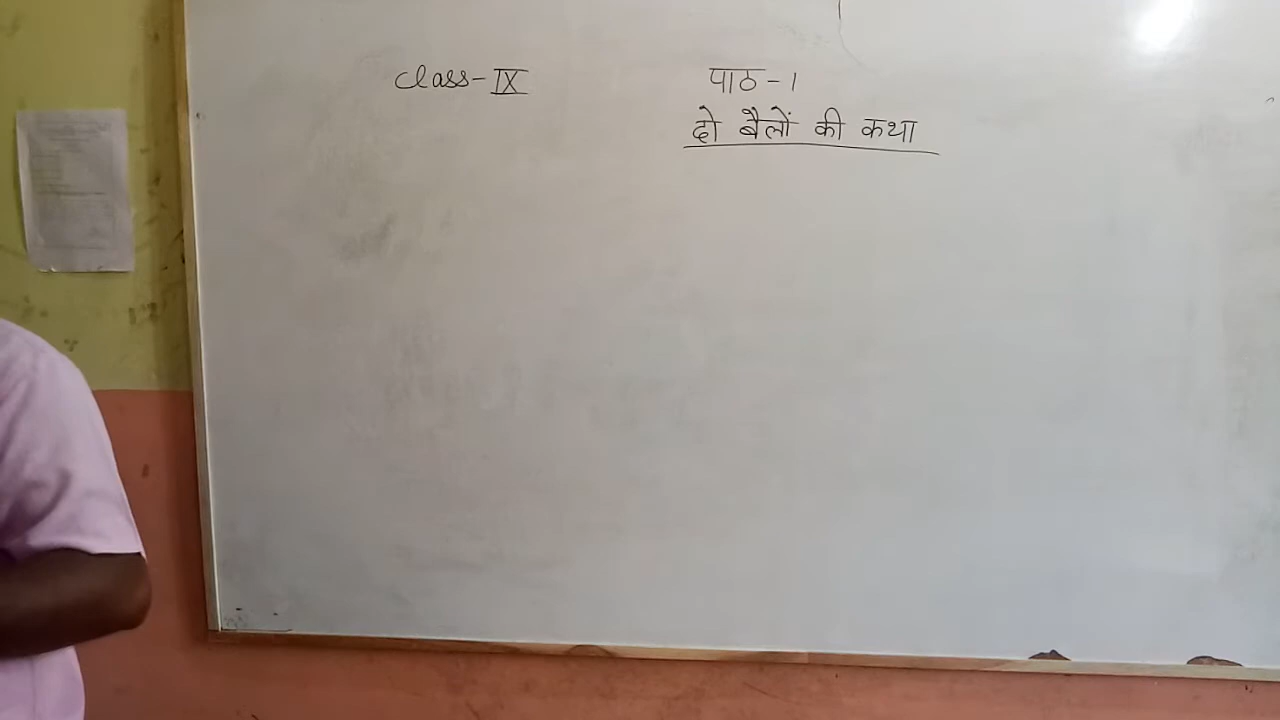 Class-IX
पाठ-1
दो बैलों की कथा